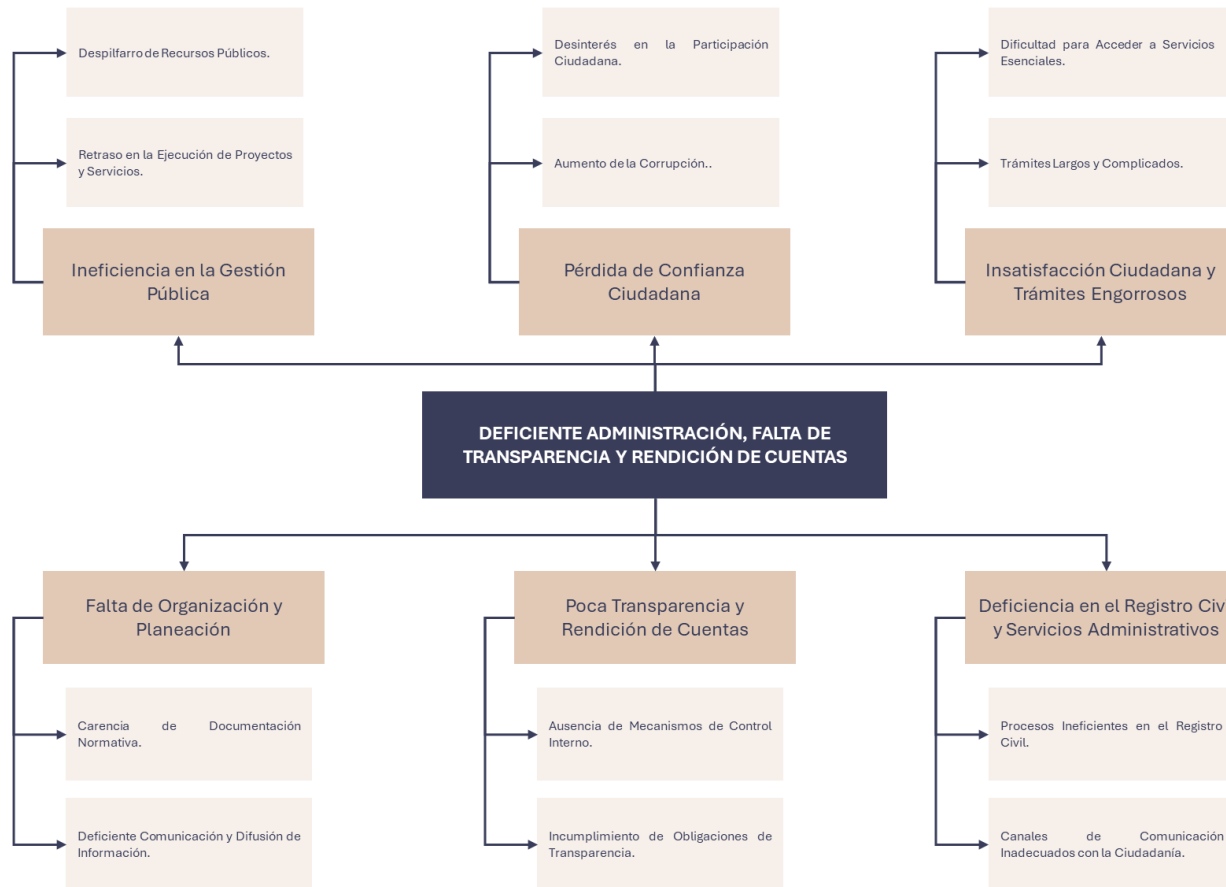 Despilfarro de Recursos Públicos.
Desinterés en la Participación
Ciudadana.
Dificultad para Acceder a Servicios
Esenciales.
Retraso en la Ejecución de Proyectos
y Servicios.
Aumento de la Corrupción..
Trámites Largos y Complicados.
Ineficiencia en la Gestión
Pública
Pérdida de Confianza
Ciudadana
Insatisfacción Ciudadana y
Trámites Engorrosos
DEFICIENTE ADMINISTRACIÓN, FALTA DE
TRANSPARENCIA Y RENDICIÓN DE CUENTAS
Falta de Organización y
Planeación
Poca Transparencia y
Rendición de Cuentas
Deficiencia en el Registro Civ
y Servicios Administrativos
Carencia de Documentación
Normativa.
Ausencia de Mecanismos de Control
Interno.
Procesos Ineficientes en el Registro
Civil.
Deficiente Comunicación y Difusión de
Información.
Incumplimiento de Obligaciones de
Transparencia.
Canales de Comunicación
Inadecuados con la Ciudadanía.